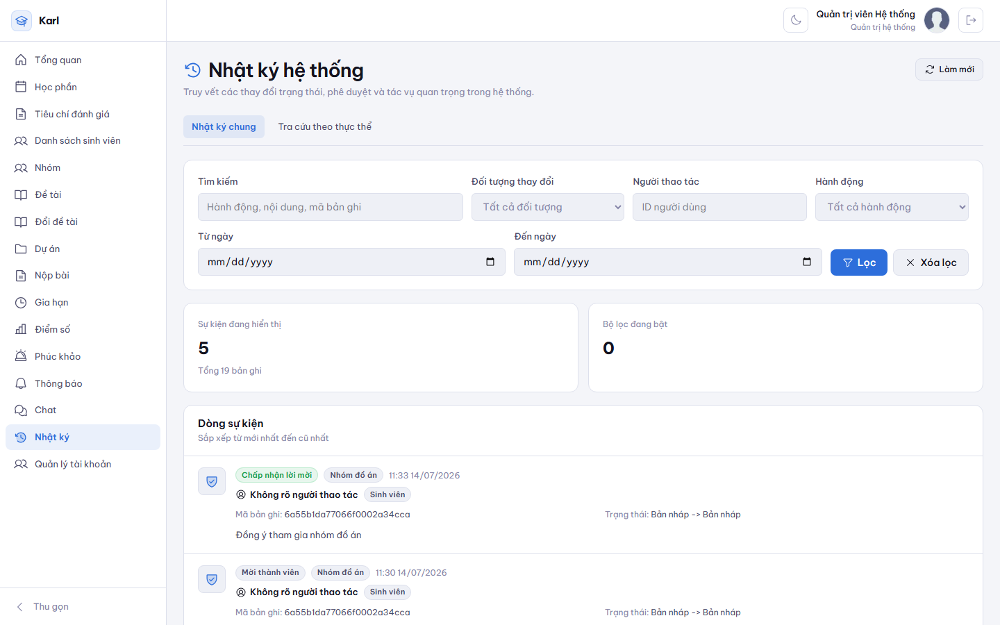 Karl
Quản trị viên Hệ thống
Quản trị hệ thống
Tổng quan
Học phần
Tiêu chí đánh giá
Danh sách sinh viên
Nhóm
Đề tài
Đổi đề tài
Dự án
Nộp bài
Gia hạn
Điểm số
Phúc khảo
Thông báo
Chat
Nhật ký
Quản lý tài khoản
Thu gọn
Nhật ký hệ thống
Làm mới
Truy vết các thay đổi trạng thái, phê duyệt và tác vụ quan trọng trong hệ thống.
Nhật ký chung Tra cứu theo thực thể
Tìm kiếm Đối tượng thay đổi Người thao tác Hành động
Hành động, nội dung, mã bản ghi Tất cả đối tượng ID người dùng Tất cả hành động
Từ ngày Đến ngày
mm/dd/yyyy mm/dd/yyyy Lọc Xóa lọc
Sự kiện đang hiển thị
5
Tổng 19 bản ghi
Bộ lọc đang bật
0
Dòng sự kiện
Sắp xếp từ mới nhất đến cũ nhất
Chấp nhận lời mời Nhóm đồ án 11:33 14/07/2026
Không rõ người thao tác Sinh viên
Mã bản ghi: 6a55b1da77066f0002a34cca Trạng thái: Bản nháp -> Bản nháp
Đồng ý tham gia nhóm đồ án
Mời thành viên Nhóm đồ án 11:30 14/07/2026
Không rõ người thao tác Sinh viên
Mã bản ghi: 6a55b1da77066f0002a34cca Trạng thái: Bản nháp -> Bản nháp